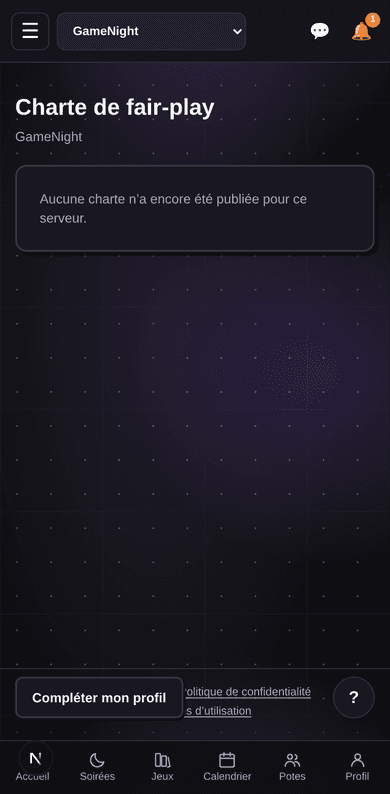 GameNight
1
Charte de fair-play
GameNight
Aucune charte n'a encore été publiée pour ce
serveur.
Compléter mon profil
olitique de confidentialité
s d'utilisation
?
N
Accueil
Soirées
Jeux
Calendrier
Potes
Profil